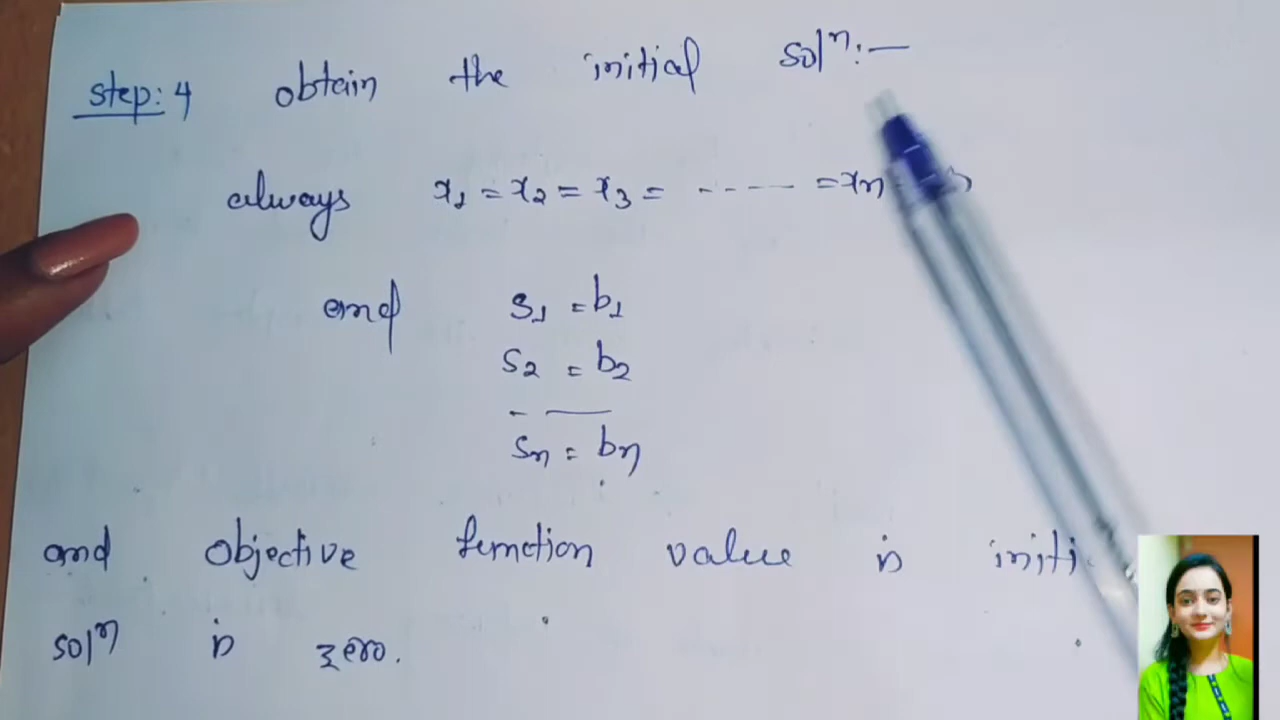 Step: 4 obtain the initial solⁿ:—
always x₁ = x₂ = x₃ = ----- = xn
and s₁ = b₁
s₂ = b₂
- —
sn = bn
and objective function value is
solⁿ is zero.